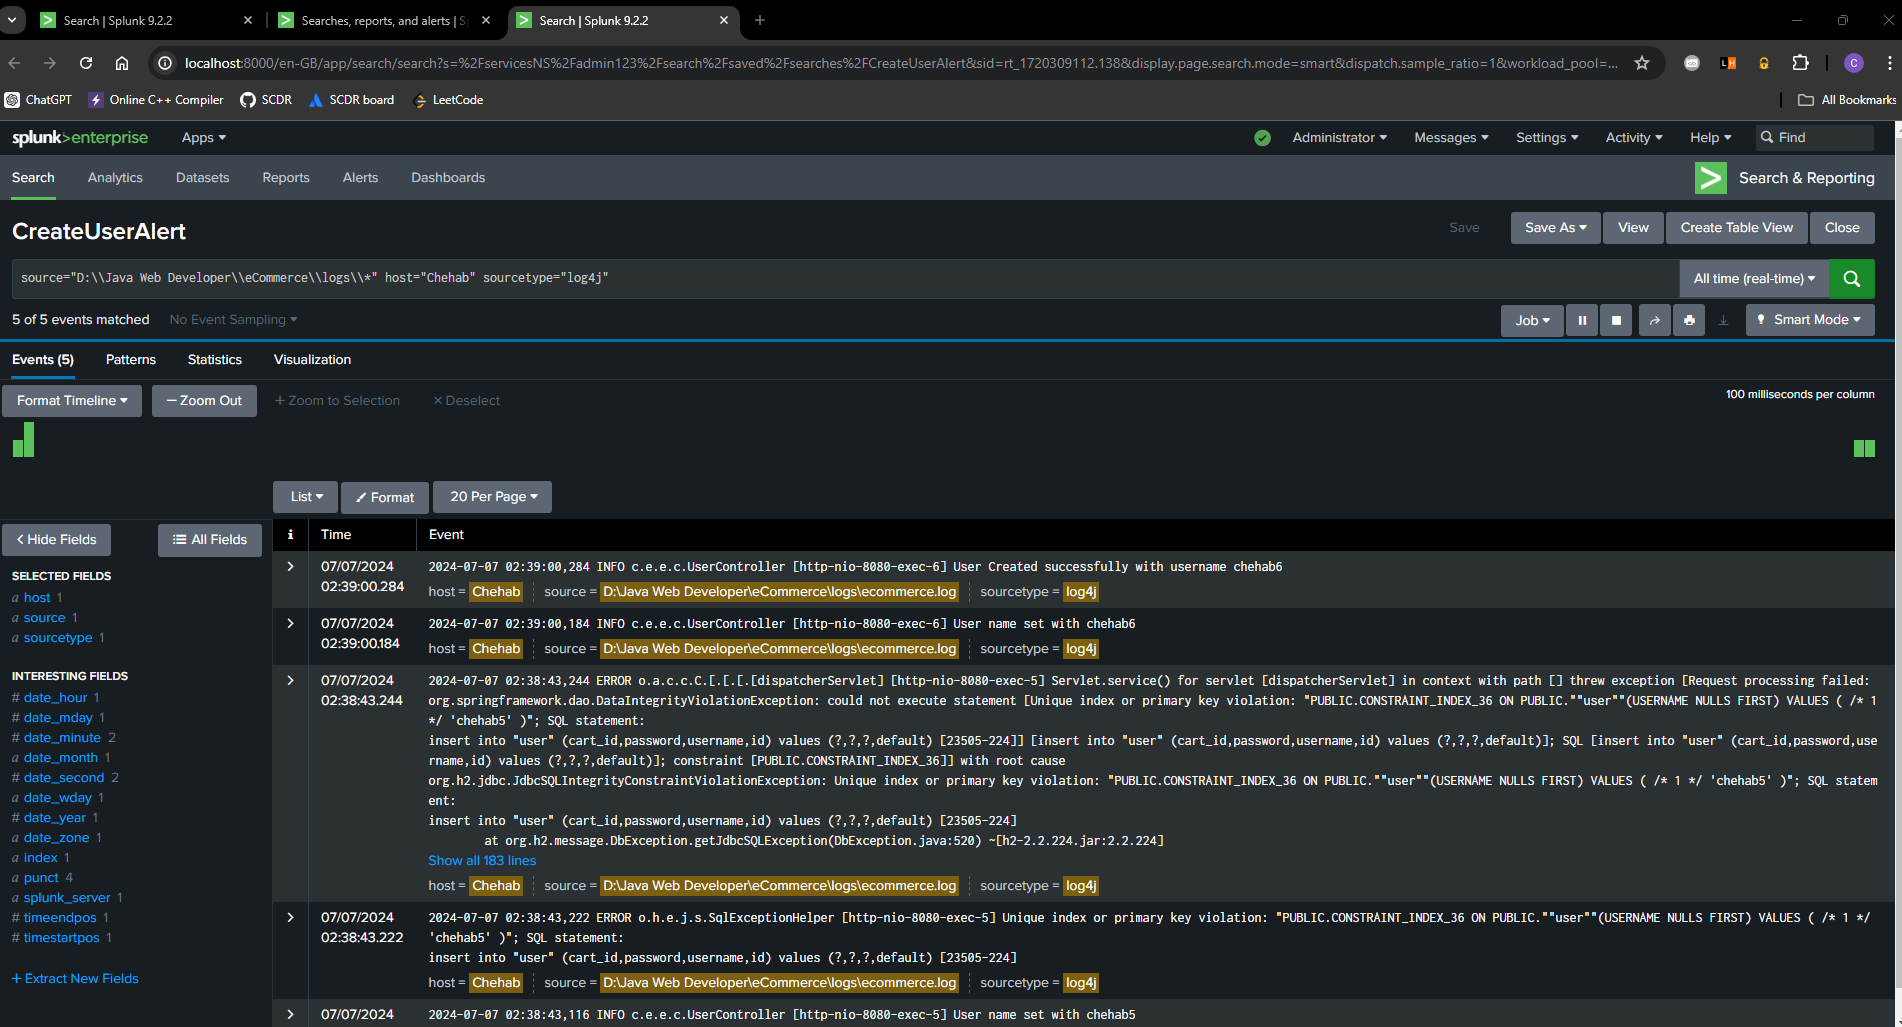 Search | Splunk 9.2.2
Searches, reports, and alerts | S
Search | Splunk 9.2.2
localhost:8000/en-GB/app/search/search?s=%2FservicesNS%2Fadmin123%2Fsearch%2Fsaved%2Fsearches%2FCreateUserAlert&sid=rt_1720309112.138&display.page.search.mode=smart&dispatch.sample_ratio=1&workload_pool=...
C
ChatGPT
Online C++ Compiler
SCDR
SCDR board
LeetCode
All Bookmarks
splunk>enterprise
Apps
Administrator
Messages
Settings
Activity
Help
Find
Search
Analytics
Datasets
Reports
Alerts
Dashboards
Search & Reporting
CreateUserAlert
Save
Save As
View
Create Table View
Close
source="D:\\Java Web Developer\\eCommerce\\logs\\*" host="Chehab" sourcetype="log4j"
All time (real-time)
5 of 5 events matched
No Event Sampling
Job
Smart Mode
Events (5)
Patterns
Statistics
Visualization
Format Timeline
— Zoom Out
+ Zoom to Selection
× Deselect
100 milliseconds per column
List
Format
20 Per Page
< Hide Fields
All Fields
i
Time
Event
SELECTED FIELDS
a host 1
a source 1
a sourcetype 1
INTERESTING FIELDS
# date_hour 1
# date_mday 1
# date_minute 2
a date_month 1
# date_second 2
a date_wday 1
# date_year 1
a date_zone 1
a index 1
a punct 4
a splunk_server 1
# timeendpos 1
# timestartpos 1
+ Extract New Fields
07/07/2024
02:39:00.284
2024-07-07 02:39:00,284 INFO c.e.e.c.UserController [http-nio-8080-exec-6] User Created successfully with username chehab6
host = Chehab source = D:\Java Web Developer\eCommerce\logs\ecommerce.log sourcetype = log4j
07/07/2024
02:39:00.184
2024-07-07 02:39:00,184 INFO c.e.e.c.UserController [http-nio-8080-exec-6] User name set with chehab6
host = Chehab source = D:\Java Web Developer\eCommerce\logs\ecommerce.log sourcetype = log4j
07/07/2024
02:38:43.244
2024-07-07 02:38:43,244 ERROR o.a.c.c.C.[.[.[.[dispatcherServlet] [http-nio-8080-exec-5] Servlet.service() for servlet [dispatcherServlet] in context with path [] threw exception [Request processing failed:
org.springframework.dao.DataIntegrityViolationException: could not execute statement [Unique index or primary key violation: "PUBLIC.CONSTRAINT_INDEX_36 ON PUBLIC.""user""(USERNAME NULLS FIRST) VALUES ( /* 1
*/ 'chehab5' )"; SQL statement:
insert into "user" (cart_id,password,username,id) values (?,?,?,default) [23505-224]] [insert into "user" (cart_id,password,username,id) values (?,?,?,default)]; SQL [insert into "user" (cart_id,password,use
rname,id) values (?,?,?,default)]; constraint [PUBLIC.CONSTRAINT_INDEX_36]] with root cause
org.h2.jdbc.JdbcSQLIntegrityConstraintViolationException: Unique index or primary key violation: "PUBLIC.CONSTRAINT_INDEX_36 ON PUBLIC.""user""(USERNAME NULLS FIRST) VALUES ( /* 1 */ 'chehab5' )"; SQL statem
ent:
insert into "user" (cart_id,password,username,id) values (?,?,?,default) [23505-224]
at org.h2.message.DbException.getJdbcSQLException(DbException.java:520) ~[h2-2.2.224.jar:2.2.224]
Show all 183 lines
host = Chehab source = D:\Java Web Developer\eCommerce\logs\ecommerce.log sourcetype = log4j
07/07/2024
02:38:43.222
2024-07-07 02:38:43,222 ERROR o.h.e.j.s.SqlExceptionHelper [http-nio-8080-exec-5] Unique index or primary key violation: "PUBLIC.CONSTRAINT_INDEX_36 ON PUBLIC.""user""(USERNAME NULLS FIRST) VALUES ( /* 1 */
'chehab5' )"; SQL statement:
insert into "user" (cart_id,password,username,id) values (?,?,?,default) [23505-224]
host = Chehab source = D:\Java Web Developer\eCommerce\logs\ecommerce.log sourcetype = log4j
07/07/2024
2024-07-07 02:38:43,116 INFO c.e.e.c.UserController [http-nio-8080-exec-5] User name set with chehab5